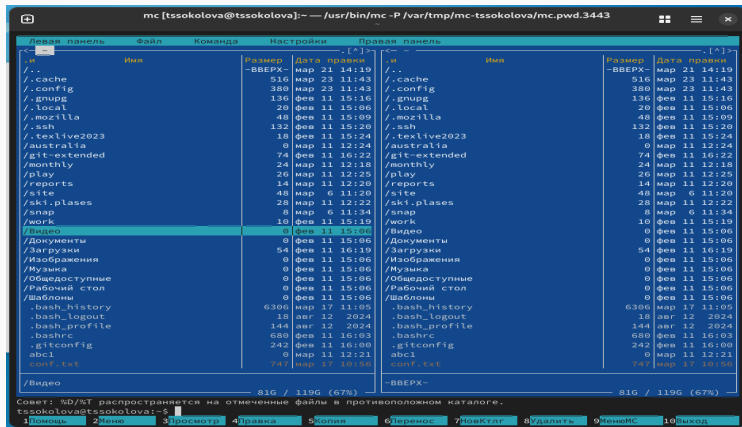 mc [tssokolova@tssokolova]:~ — /usr/bin/mc -P /var/tmp/mc-tssokolova/mc.pwd.3443
~
Левая панель Файл Команда Настройки Правая панель
<— ~ ————.[^]>┐┌<— ~ ————.[^]>
.и Имя Размер Дата правки .и Имя Размер Дата правки
/.. -ВВЕРХ- мар 21 14:19 /.. -ВВЕРХ- мар 21 14:19
/.cache 516 мар 23 11:43 /.cache 516 мар 23 11:43
/.config 380 мар 23 11:43 /.config 380 мар 23 11:43
/.gnupg 136 фев 11 15:16 /.gnupg 136 фев 11 15:16
/.local 20 фев 11 15:06 /.local 20 фев 11 15:06
/.mozilla 48 фев 11 15:09 /.mozilla 48 фев 11 15:09
/.ssh 132 фев 11 15:20 /.ssh 132 фев 11 15:20
/.texlive2023 18 фев 11 15:24 /.texlive2023 18 фев 11 15:24
/australia 0 мар 11 12:24 /australia 0 мар 11 12:24
/git-extended 74 фев 11 16:22 /git-extended 74 фев 11 16:22
/monthly 24 мар 11 12:18 /monthly 24 мар 11 12:18
/play 26 мар 11 12:25 /play 26 мар 11 12:25
/reports 14 мар 11 12:20 /reports 14 мар 11 12:20
/site 48 мар 6 11:20 /site 48 мар 6 11:20
/ski.plases 28 мар 11 12:22 /ski.plases 28 мар 11 12:22
/snap 8 мар 6 11:34 /snap 8 мар 6 11:34
/work 10 фев 11 15:19 /work 10 фев 11 15:19
/Видео 0 фев 11 15:06 /Видео 0 фев 11 15:06
/Документы 0 фев 11 15:06 /Документы 0 фев 11 15:06
/Загрузки 54 фев 11 16:19 /Загрузки 54 фев 11 16:19
/Изображения 0 фев 11 15:06 /Изображения 0 фев 11 15:06
/Музыка 0 фев 11 15:06 /Музыка 0 фев 11 15:06
/Общедоступные 0 фев 11 15:06 /Общедоступные 0 фев 11 15:06
/Рабочий стол 0 фев 11 15:06 /Рабочий стол 0 фев 11 15:06
/Шаблоны 0 фев 11 15:06 /Шаблоны 0 фев 11 15:06
.bash_history 6306 мар 17 11:05 .bash_history 6306 мар 17 11:05
.bash_logout 18 авг 12 2024 .bash_logout 18 авг 12 2024
.bash_profile 144 авг 12 2024 .bash_profile 144 авг 12 2024
.bashrc 680 фев 11 16:03 .bashrc 680 фев 11 16:03
.gitconfig 242 фев 11 16:00 .gitconfig 242 фев 11 16:00
abc1 0 мар 11 12:21 abc1 0 мар 11 12:21
conf.txt 747 мар 17 10:56 conf.txt 747 мар 17 10:56
/Видео -ВВЕРХ-
81G / 119G (67%) 81G / 119G (67%)
Совет: %D/%T распространяется на отмеченные файлы в противоположном каталоге.
tssokolova@tssokolova:~$
1Помощь 2Меню 3Просмотр 4Правка 5Копия 6Перенос 7НовКтлг 8Удалить 9МенюMC 10Выход